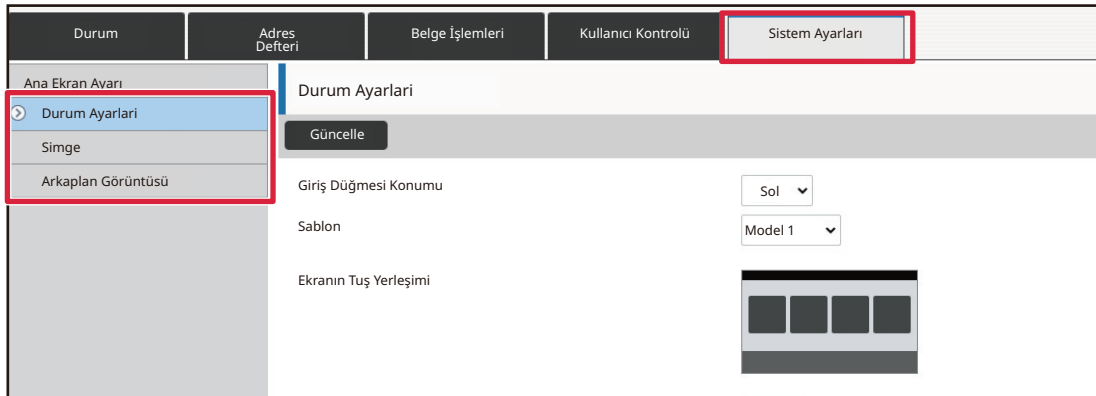 Durum
Adres
Defteri
Belge İşlemleri
Kullanıcı Kontrolü
Sistem Ayarları
Ana Ekran Ayarı
Durum Ayarlari
Simge
Arkaplan Görüntüsü
Durum Ayarlari
Güncelle
Giriş Düğmesi Konumu
Sol
Sablon
Model 1
Ekranın Tuş Yerleşimi